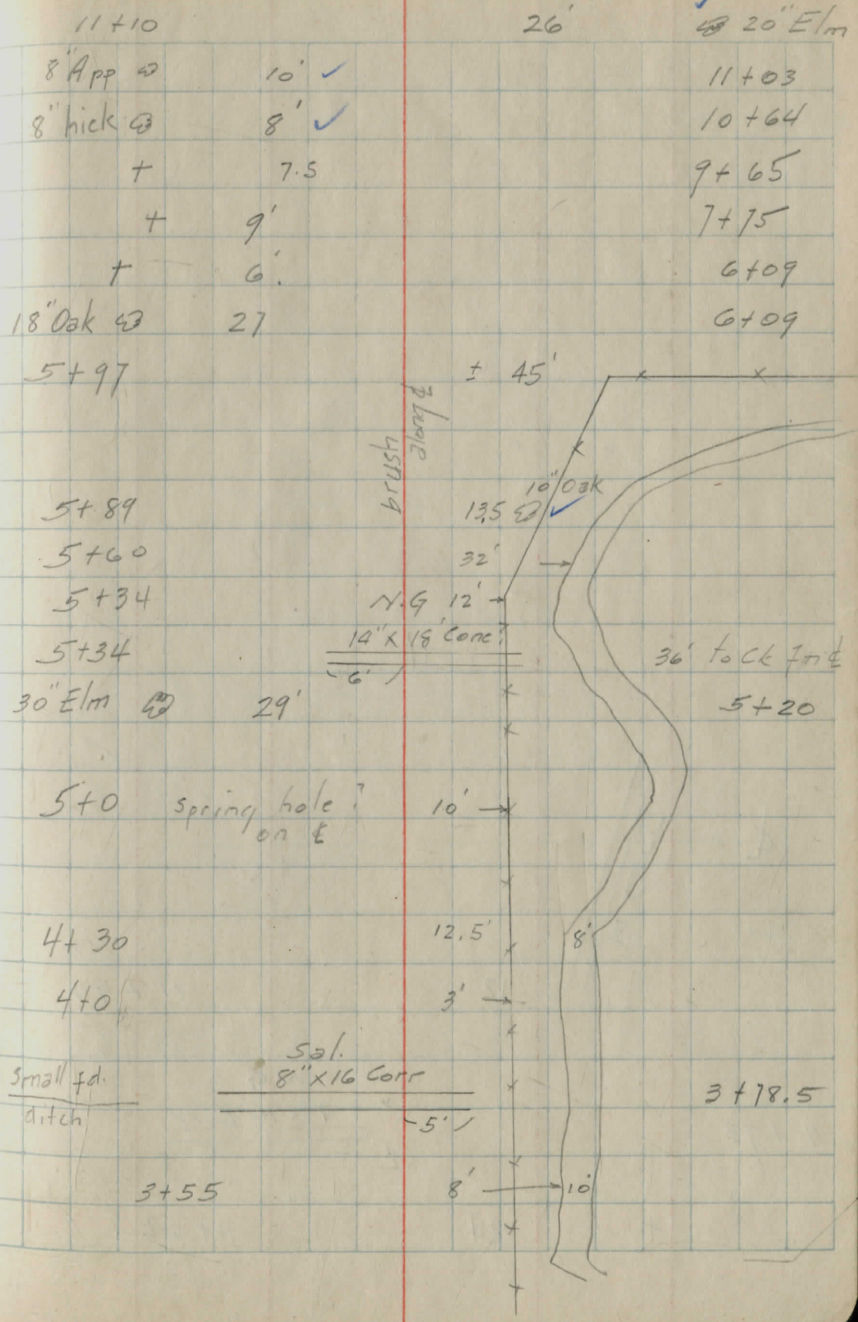 11+10 26' 20" Elm
8" App 10' ✓ 11+03
8" hick 8' ✓ 10+64
+ 7.5 9+65
+ 9' 7+75
+ 6'. 6+09
18" Oak 27 6+09
5+97 ± 45'
brush along ℄
10" Oak
5+89 13.5 ✓
5+60 32'
5+34 N.G 12'
5+34 14" x 18' Conc. 36' to Ck fr ℄
6'
30" Elm 29' 5+20
5+0 spring hole? 10'
on ℄
4+30 12.5' 8'
4+0 3'
Sal.
small fd. 8" x 16 Corr 3+78.5
ditch 5'
3+55 8' 10'